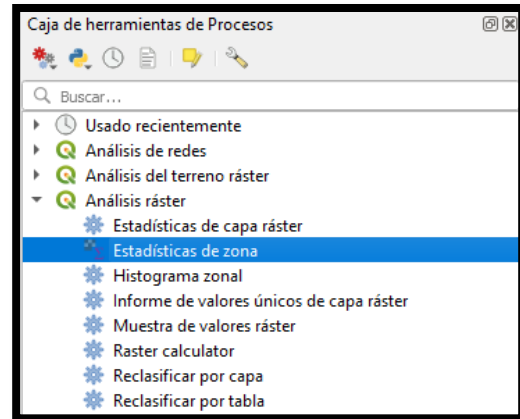 Caja de herramientas de Procesos
Buscar...
Usado recientemente
Análisis de redes
Análisis del terreno ráster
Análisis ráster
Estadísticas de capa ráster
Estadísticas de zona
Histograma zonal
Informe de valores únicos de capa ráster
Muestra de valores ráster
Raster calculator
Reclasificar por capa
Reclasificar por tabla